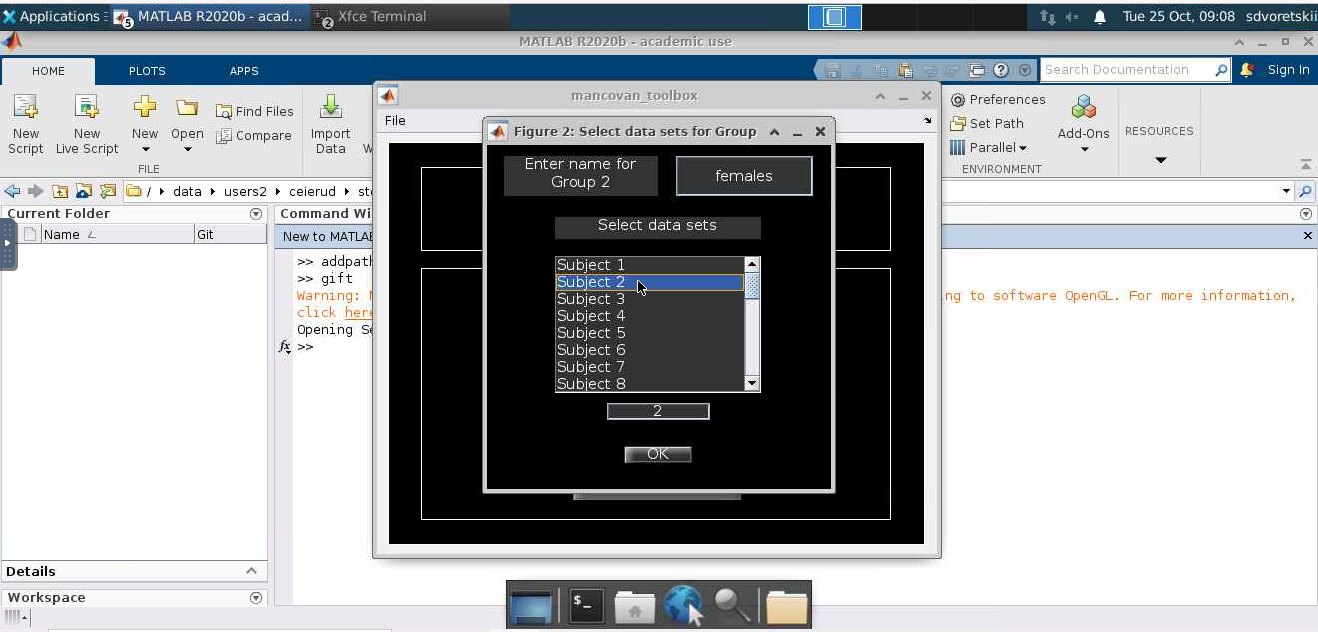 Applications
MATLAB R2020b - acad...
Xfce Terminal
Tue 25 Oct, 09:08
sdvoretskii
MATLAB R2020b - academic use
HOME
PLOTS
APPS
Search Documentation
Sign In
New
Script
New
Live Script
New
Open
Find Files
Compare
Import
Data
FILE
Preferences
Set Path
Parallel
Add-Ons
RESOURCES
ENVIRONMENT
/
data
users2
ceierud
Current Folder
Name
Git
Details
Workspace
Command Wi
New to MATLAB
>> addpath
>> gift
Warning:
ng to software OpenGL. For more information,
click here
Opening Se
>>
fx
mancovan_toolbox
File
Figure 2: Select data sets for Group
Enter name for
Group 2
females
Select data sets
Subject 1
Subject 2
Subject 3
Subject 4
Subject 5
Subject 6
Subject 7
Subject 8
2
OK